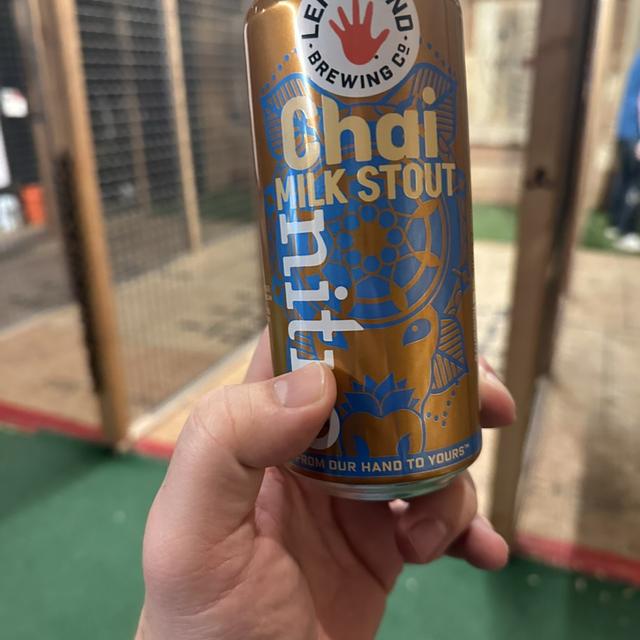 BREWING Cº
Chai
MILK STOUT
nitro
FROM OUR HAND TO YOURS™